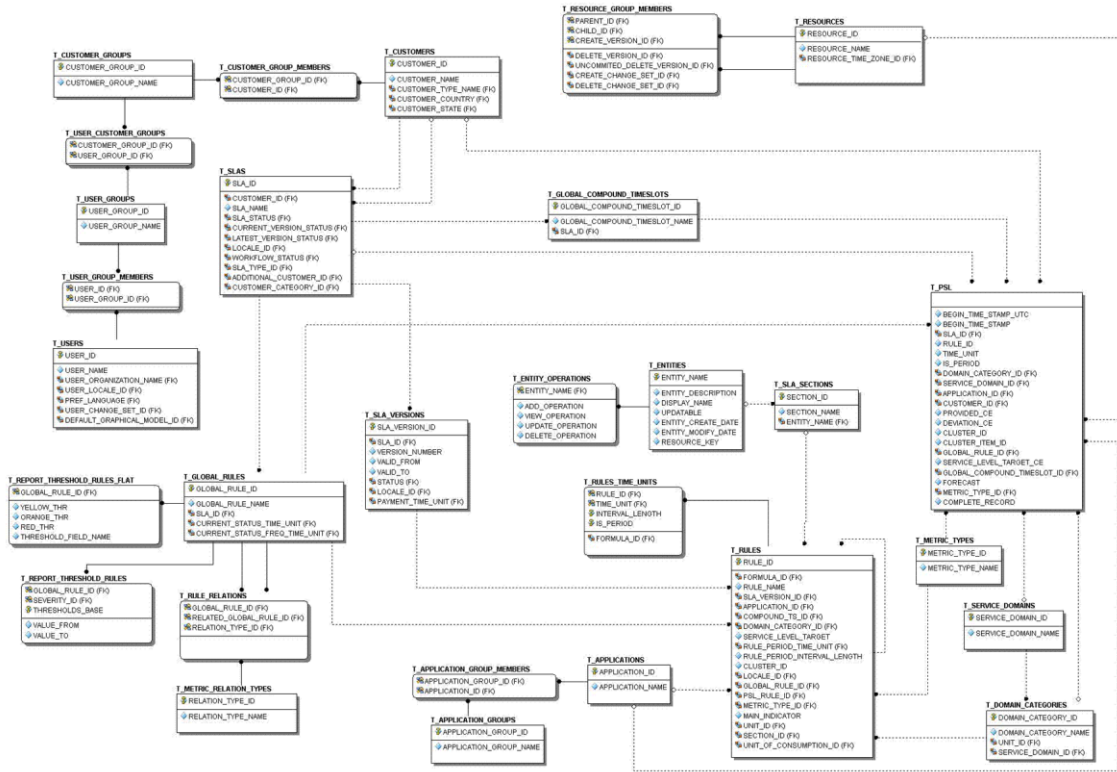 T_RESOURCE_GROUP_MEMBERS
PARENT_ID (FK)
CHILD_ID (FK)
CREATE_VERSION_ID (FK)
DELETE_VERSION_ID (FK)
UNCOMMITED_DELETE_VERSION_ID (FK)
CREATE_CHANGE_SET_ID (FK)
DELETE_CHANGE_SET_ID (FK)
T_RESOURCES
RESOURCE_ID
RESOURCE_NAME
RESOURCE_TIME_ZONE_ID (FK)
T_CUSTOMER_GROUPS
CUSTOMER_GROUP_ID
CUSTOMER_GROUP_NAME
T_CUSTOMER_GROUP_MEMBERS
CUSTOMER_GROUP_ID (FK)
CUSTOMER_ID (FK)
T_CUSTOMERS
CUSTOMER_ID
CUSTOMER_NAME
CUSTOMER_TYPE_NAME (FK)
CUSTOMER_COUNTRY (FK)
CUSTOMER_STATE (FK)
T_USER_CUSTOMER_GROUPS
CUSTOMER_GROUP_ID (FK)
USER_GROUP_ID (FK)
T_USER_GROUPS
USER_GROUP_ID
USER_GROUP_NAME
T_USER_GROUP_MEMBERS
USER_ID (FK)
USER_GROUP_ID (FK)
T_USERS
USER_ID
USER_NAME
USER_ORGANIZATION_NAME (FK)
USER_LOCALE_ID (FK)
PREF_LANGUAGE (FK)
USER_CHANGE_SET_ID (FK)
DEFAULT_GRAPHICAL_MODEL_ID (FK)
T_SLAS
SLA_ID
CUSTOMER_ID (FK)
SLA_NAME
SLA_STATUS (FK)
CURRENT_VERSION_STATUS (FK)
LATEST_VERSION_STATUS (FK)
LOCALE_ID (FK)
WORKFLOW_STATUS (FK)
SLA_TYPE_ID (FK)
ADDITIONAL_CUSTOMER_ID (FK)
CUSTOMER_CATEGORY_ID (FK)
T_GLOBAL_COMPOUND_TIMESLOTS
GLOBAL_COMPOUND_TIMESLOT_ID
GLOBAL_COMPOUND_TIMESLOT_NAME
SLA_ID (FK)
T_PSL
BEGIN_TIME_STAMP_UTC
BEGIN_TIME_STAMP
SLA_ID (FK)
RULE_ID
TIME_UNIT
IS_PERIOD
DOMAIN_CATEGORY_ID (FK)
SERVICE_DOMAIN_ID (FK)
APPLICATION_ID (FK)
CUSTOMER_ID (FK)
PROVIDED_CE
DEVIATION_CE
CLUSTER_ID
CLUSTER_ITEM_ID
GLOBAL_RULE_ID (FK)
SERVICE_LEVEL_TARGET_CE
GLOBAL_COMPOUND_TIMESLOT_ID (FK)
FORECAST
METRIC_TYPE_ID (FK)
COMPLETE_RECORD
T_ENTITY_OPERATIONS
ENTITY_NAME (FK)
ADD_OPERATION
VIEW_OPERATION
UPDATE_OPERATION
DELETE_OPERATION
T_ENTITIES
ENTITY_NAME
ENTITY_DESCRIPTION
DISPLAY_NAME
UPDATABLE
ENTITY_CREATE_DATE
ENTITY_MODIFY_DATE
RESOURCE_KEY
T_SLA_SECTIONS
SECTION_ID
SECTION_NAME
ENTITY_NAME (FK)
T_SLA_VERSIONS
SLA_VERSION_ID
SLA_ID (FK)
VERSION_NUMBER
VALID_FROM
VALID_TO
STATUS (FK)
LOCALE_ID (FK)
PAYMENT_TIME_UNIT (FK)
T_REPORT_THRESHOLD_RULES_FLAT
GLOBAL_RULE_ID (FK)
YELLOW_THR
ORANGE_THR
RED_THR
THRESHOLD_FIELD_NAME
T_GLOBAL_RULES
GLOBAL_RULE_ID
GLOBAL_RULE_NAME
SLA_ID (FK)
CURRENT_STATUS_TIME_UNIT (FK)
CURRENT_STATUS_FREQ_TIME_UNIT (FK)
T_RULES_TIME_UNITS
RULE_ID (FK)
TIME_UNIT (FK)
INTERVAL_LENGTH
IS_PERIOD
FORMULA_ID (FK)
T_REPORT_THRESHOLD_RULES
GLOBAL_RULE_ID (FK)
SEVERITY_ID (FK)
THRESHOLDS_BASE
VALUE_FROM
VALUE_TO
T_RULE_RELATIONS
GLOBAL_RULE_ID (FK)
RELATED_GLOBAL_RULE_ID (FK)
RELATION_TYPE_ID (FK)
T_METRIC_RELATION_TYPES
RELATION_TYPE_ID
RELATION_TYPE_NAME
T_RULES
RULE_ID
FORMULA_ID (FK)
RULE_NAME
SLA_VERSION_ID (FK)
APPLICATION_ID (FK)
COMPOUND_TS_ID (FK)
DOMAIN_CATEGORY_ID (FK)
SERVICE_LEVEL_TARGET
RULE_PERIOD_TIME_UNIT (FK)
RULE_PERIOD_INTERVAL_LENGTH
CLUSTER_ID
LOCALE_ID (FK)
GLOBAL_RULE_ID (FK)
PSL_RULE_ID (FK)
METRIC_TYPE_ID (FK)
MAIN_INDICATOR
UNIT_ID (FK)
SECTION_ID (FK)
UNIT_OF_CONSUMPTION_ID (FK)
T_METRIC_TYPES
METRIC_TYPE_ID
METRIC_TYPE_NAME
T_SERVICE_DOMAINS
SERVICE_DOMAIN_ID
SERVICE_DOMAIN_NAME
T_APPLICATION_GROUP_MEMBERS
APPLICATION_GROUP_ID (FK)
APPLICATION_ID (FK)
T_APPLICATIONS
APPLICATION_ID
APPLICATION_NAME
T_APPLICATION_GROUPS
APPLICATION_GROUP_ID
APPLICATION_GROUP_NAME
T_DOMAIN_CATEGORIES
DOMAIN_CATEGORY_ID
DOMAIN_CATEGORY_NAME
UNIT_ID (FK)
SERVICE_DOMAIN_ID (FK)